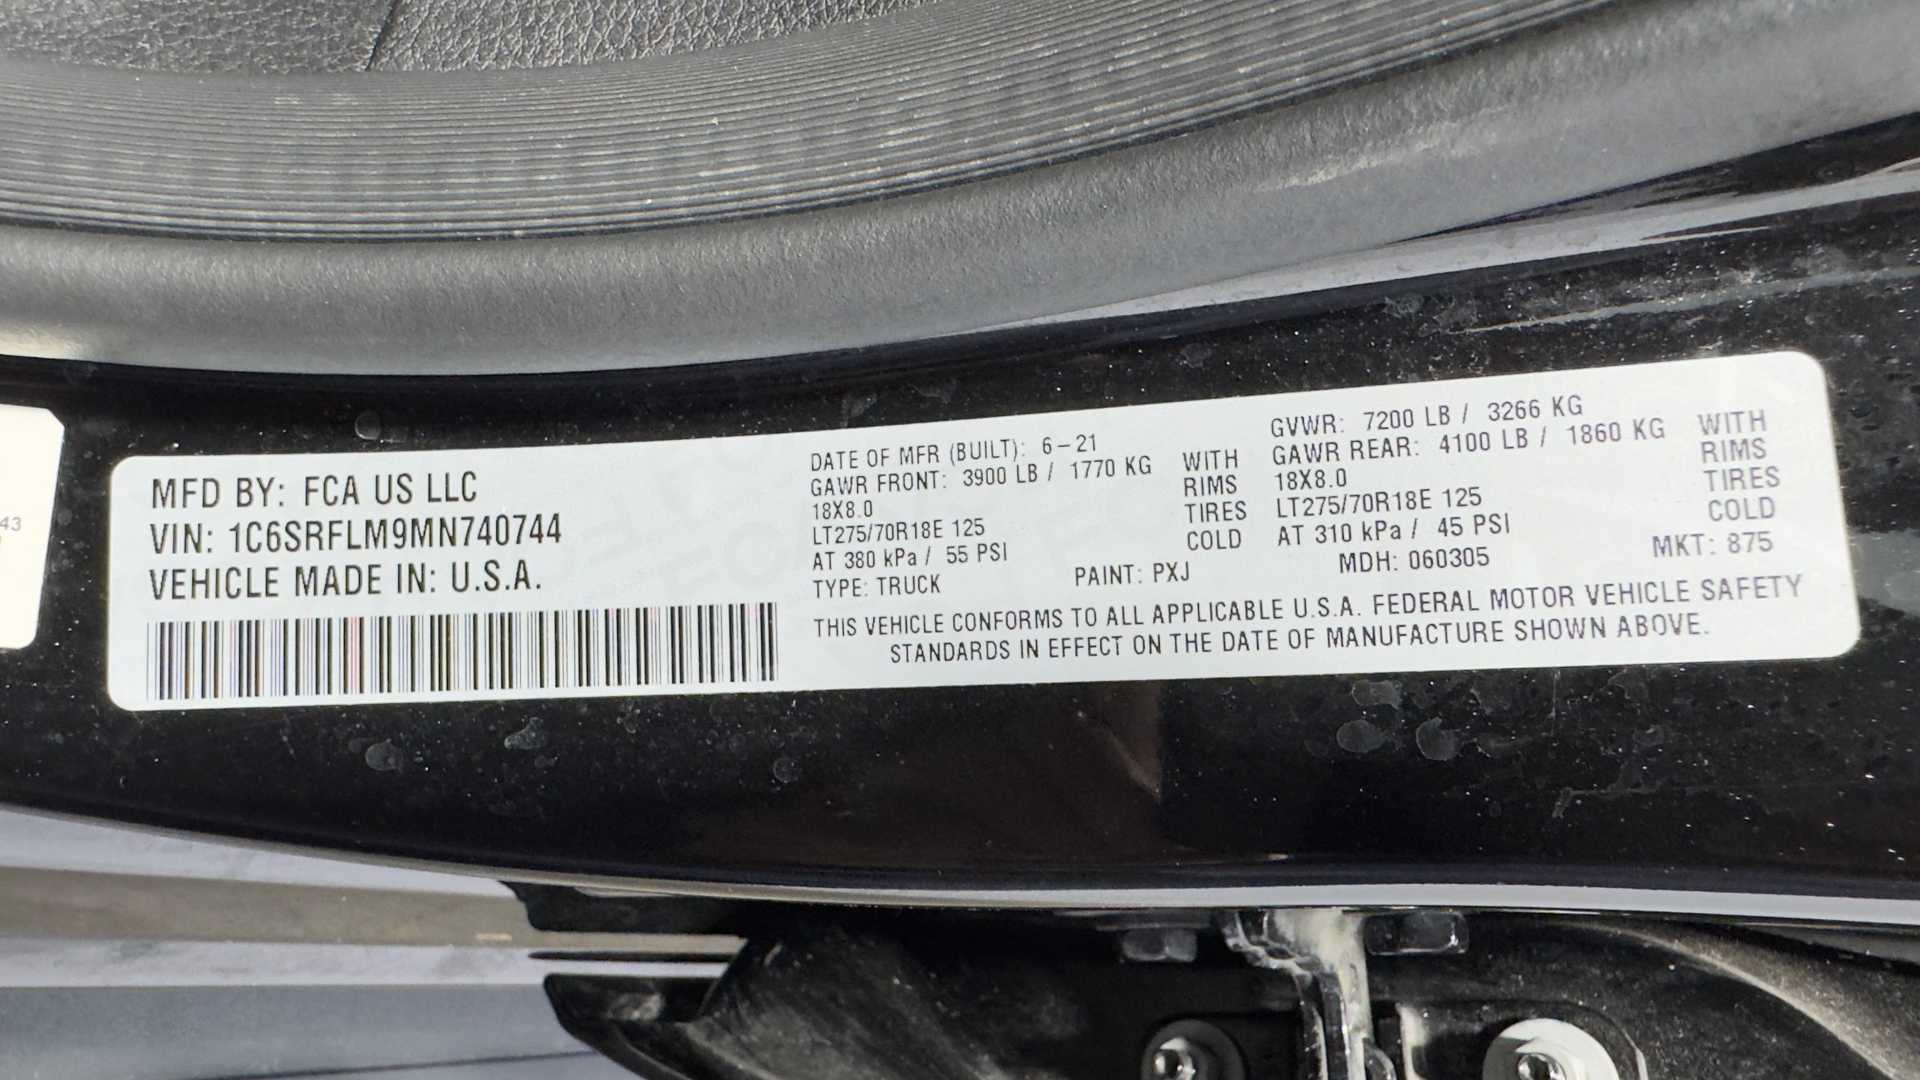 43
MFD BY: FCA US LLC
VIN: 1C6SRFLM9MN740744
VEHICLE MADE IN: U.S.A.
DATE OF MFR (BUILT): 6-21
GAWR FRONT: 3900 LB / 1770 KG WITH
18X8.0 RIMS
LT275/70R18E 125 TIRES
AT 380 kPa / 55 PSI COLD
TYPE: TRUCK PAINT: PXJ
GVWR: 7200 LB / 3266 KG
GAWR REAR: 4100 LB / 1860 KG WITH
18X8.0 RIMS
LT275/70R18E 125 TIRES
AT 310 kPa / 45 PSI COLD
MDH: 060305 MKT: 875
THIS VEHICLE CONFORMS TO ALL APPLICABLE U.S.A. FEDERAL MOTOR VEHICLE SAFETY
STANDARDS IN EFFECT ON THE DATE OF MANUFACTURE SHOWN ABOVE.